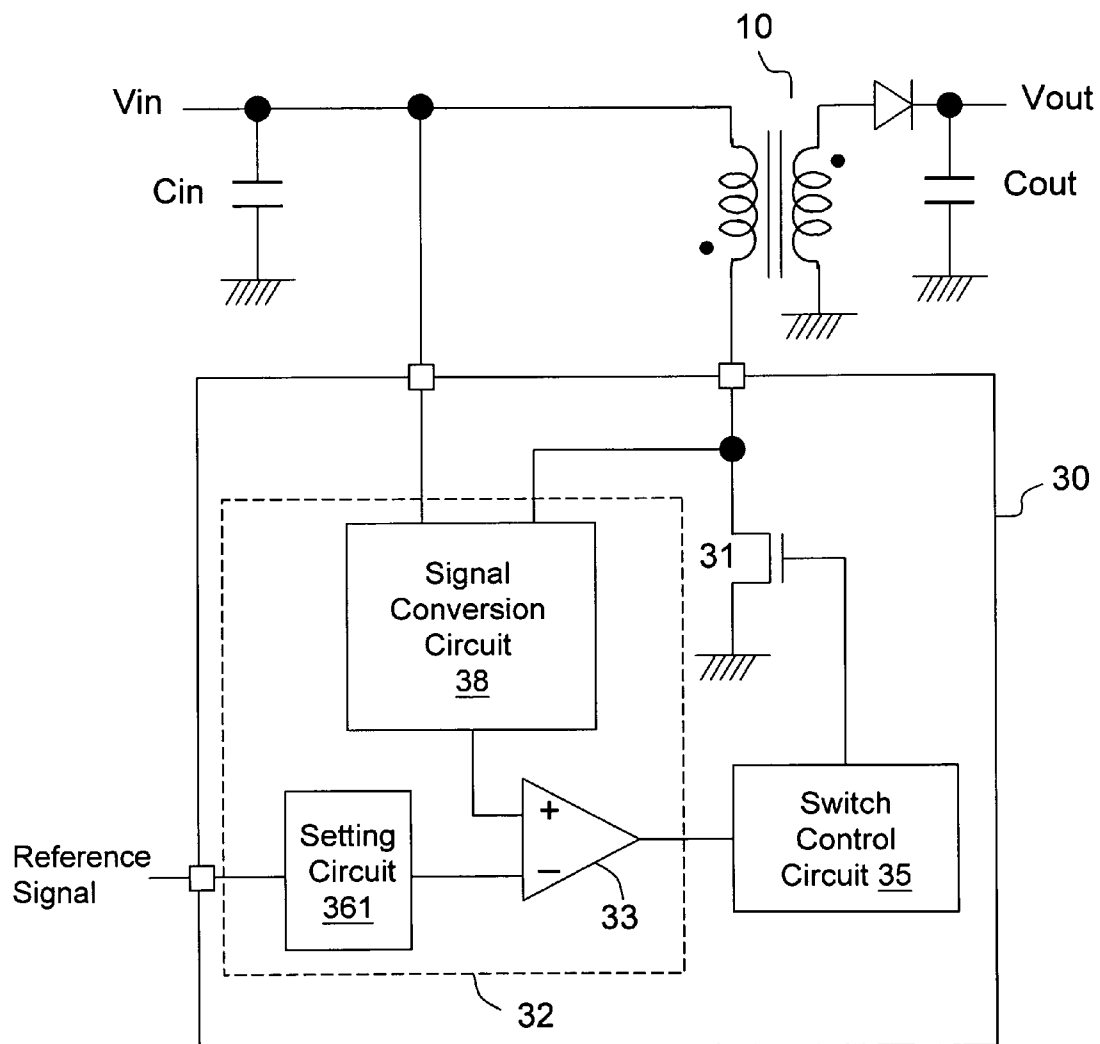 10
Vin
Vout
Cin
Cout
30
31
Signal
Conversion
Circuit
38
+
−
33
Setting
Circuit
361
Reference
Signal
Switch
Control
Circuit 35
32